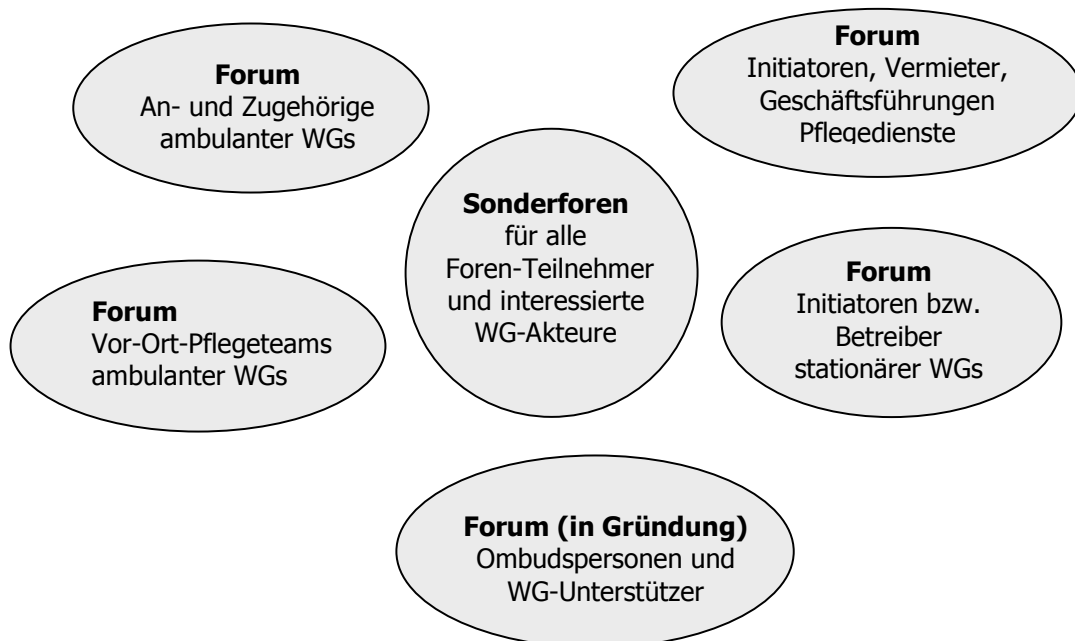 Forum
An- und Zugehörige
ambulanter WGs
Forum
Initiatoren, Vermieter,
Geschäftsführungen
Pflegedienste
Sonderforen
für alle
Foren-Teilnehmer
und interessierte
WG-Akteure
Forum
Vor-Ort-Pflegeteams
ambulanter WGs
Forum
Initiatoren bzw.
Betreiber
stationärer WGs
Forum (in Gründung)
Ombudspersonen und
WG-Unterstützer